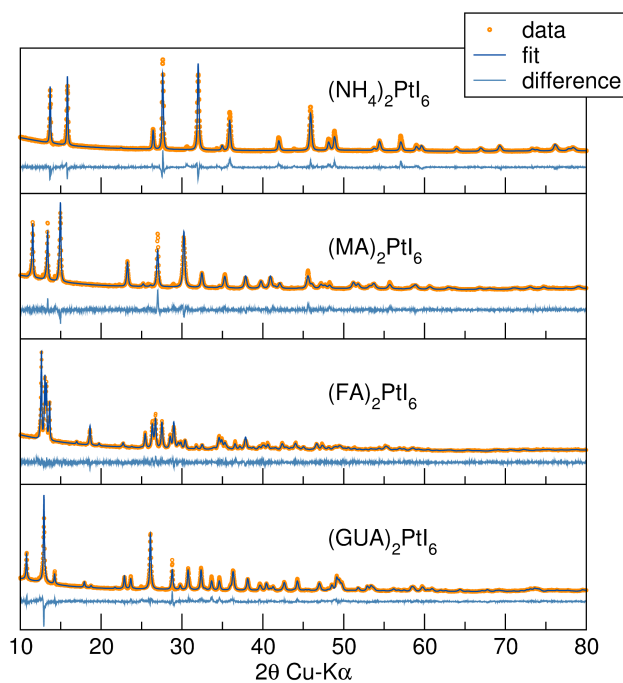 data
fit
difference
(NH4)2PtI6
(MA)2PtI6
(FA)2PtI6
(GUA)2PtI6
10 20 30 40 50 60 70 80
2θ Cu-Kα